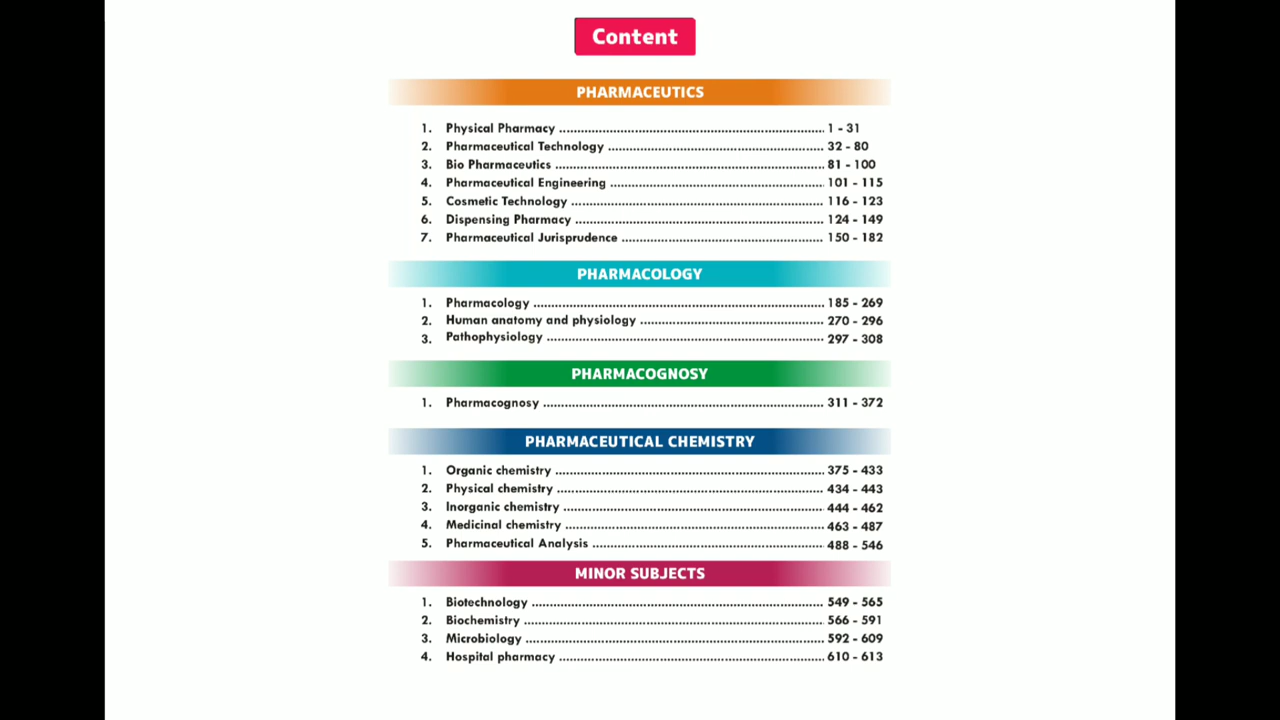 Content
PHARMACEUTICS
1. Physical Pharmacy ........................ 1 - 31
2. Pharmaceutical Technology ........................ 32 - 80
3. Bio Pharmaceutics ........................ 81 - 100
4. Pharmaceutical Engineering ........................ 101 - 115
5. Cosmetic Technology ........................ 116 - 123
6. Dispensing Pharmacy ........................ 124 - 149
7. Pharmaceutical Jurisprudence ........................ 150 - 182
PHARMACOLOGY
1. Pharmacology ........................ 185 - 269
2. Human anatomy and physiology ........................ 270 - 296
3. Pathophysiology ........................ 297 - 308
PHARMACOGNOSY
1. Pharmacognosy ........................ 311 - 372
PHARMACEUTICAL CHEMISTRY
1. Organic chemistry ........................ 375 - 433
2. Physical chemistry ........................ 434 - 443
3. Inorganic chemistry ........................ 444 - 462
4. Medicinal chemistry ........................ 463 - 487
5. Pharmaceutical Analysis ........................ 488 - 546
MINOR SUBJECTS
1. Biotechnology ........................ 549 - 565
2. Biochemistry ........................ 566 - 591
3. Microbiology ........................ 592 - 609
4. Hospital pharmacy ........................ 610 - 613